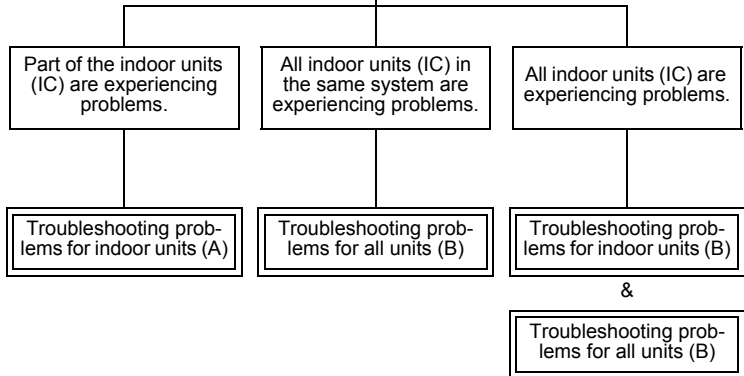 Part of the indoor units
(IC) are experiencing
problems.
All indoor units (IC) in
the same system are
experiencing problems.
All indoor units (IC) are
experiencing problems.
Troubleshooting prob-
lems for indoor units (A)
Troubleshooting prob-
lems for all units (B)
Troubleshooting prob-
lems for indoor units (B)
&
Troubleshooting prob-
lems for all units (B)